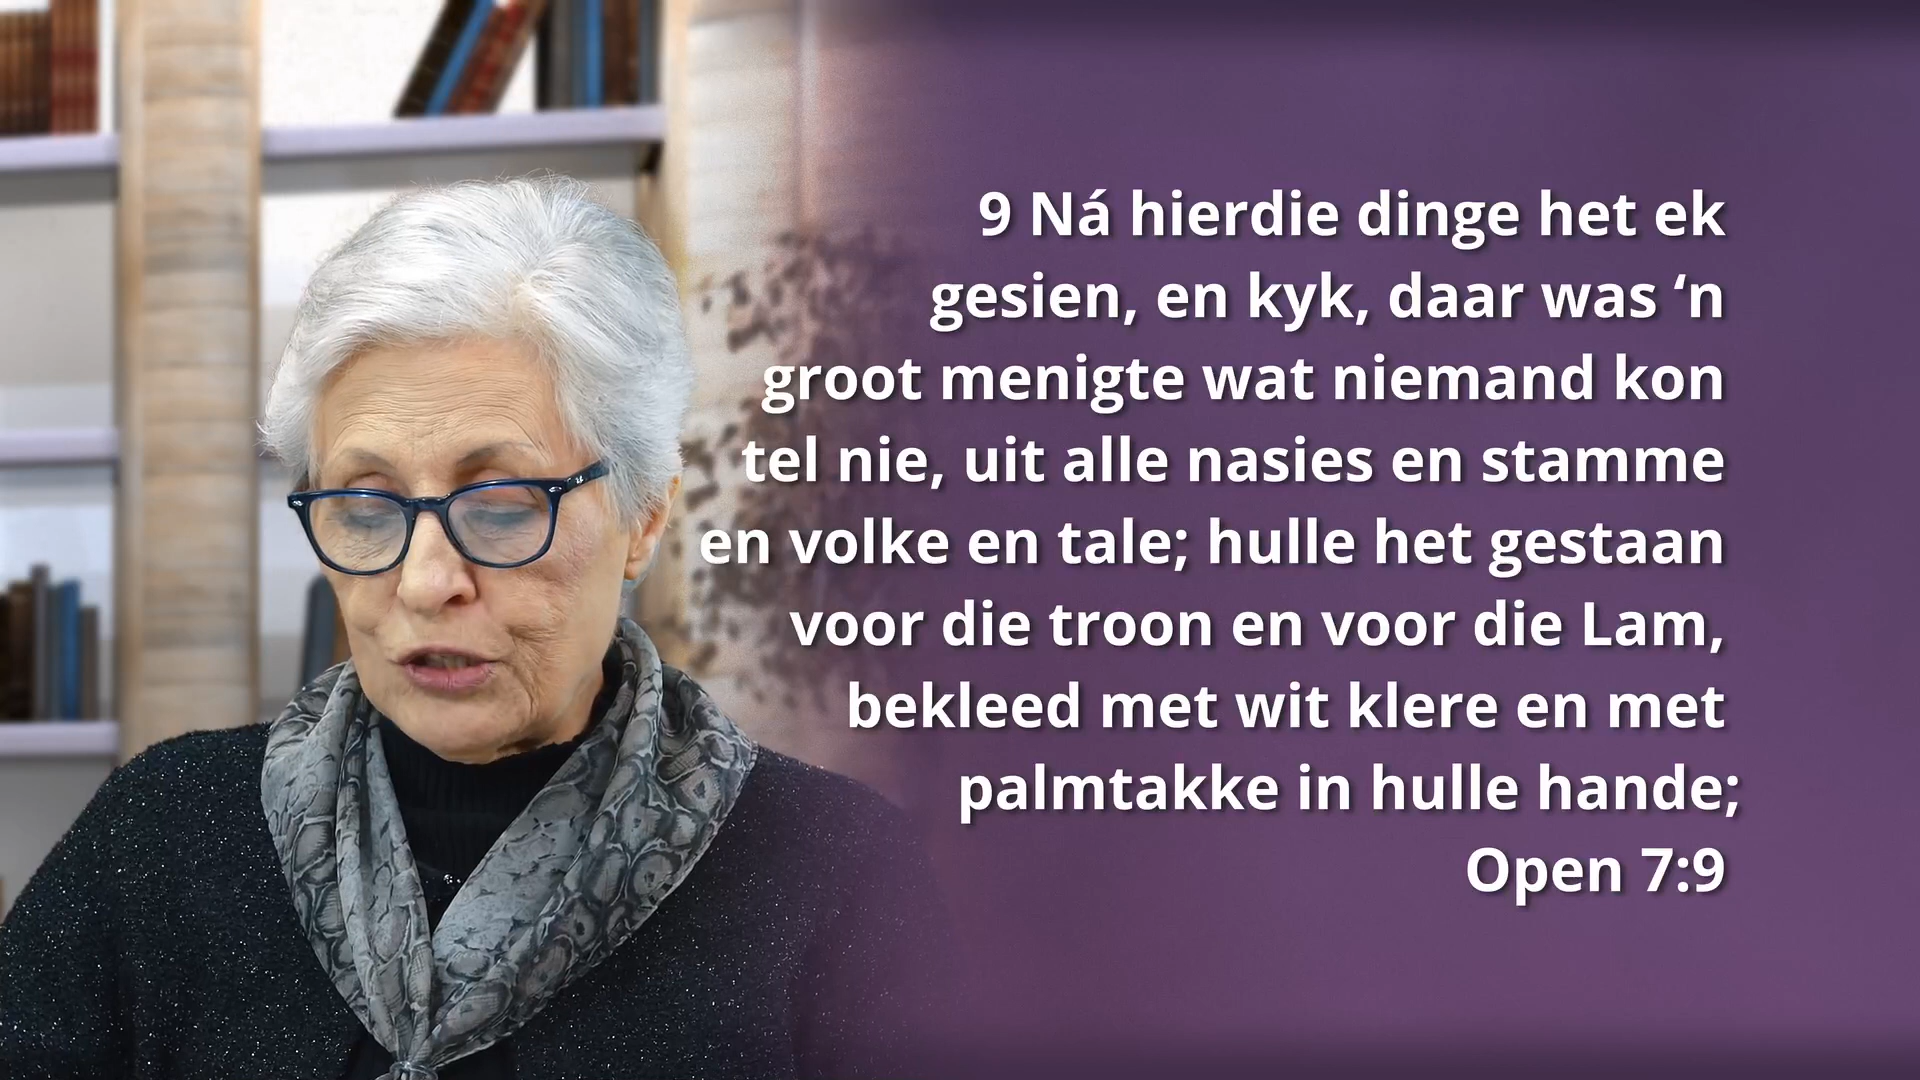 9 Ná hierdie dinge het ek
gesien, en kyk, daar was ‘n
groot menigte wat niemand kon
tel nie, uit alle nasies en stamme
en volke en tale; hulle het gestaan
voor die troon en voor die Lam,
bekleed met wit klere en met
palmtakke in hulle hande;
Open 7:9